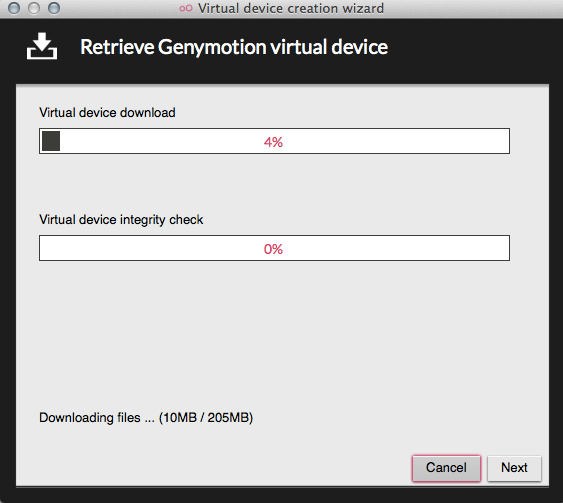 Virtual device creation wizard
Retrieve Genymotion virtual device
Virtual device download
4%
Virtual device integrity check
0%
Downloading files ... (10MB / 205MB)
Cancel
Next